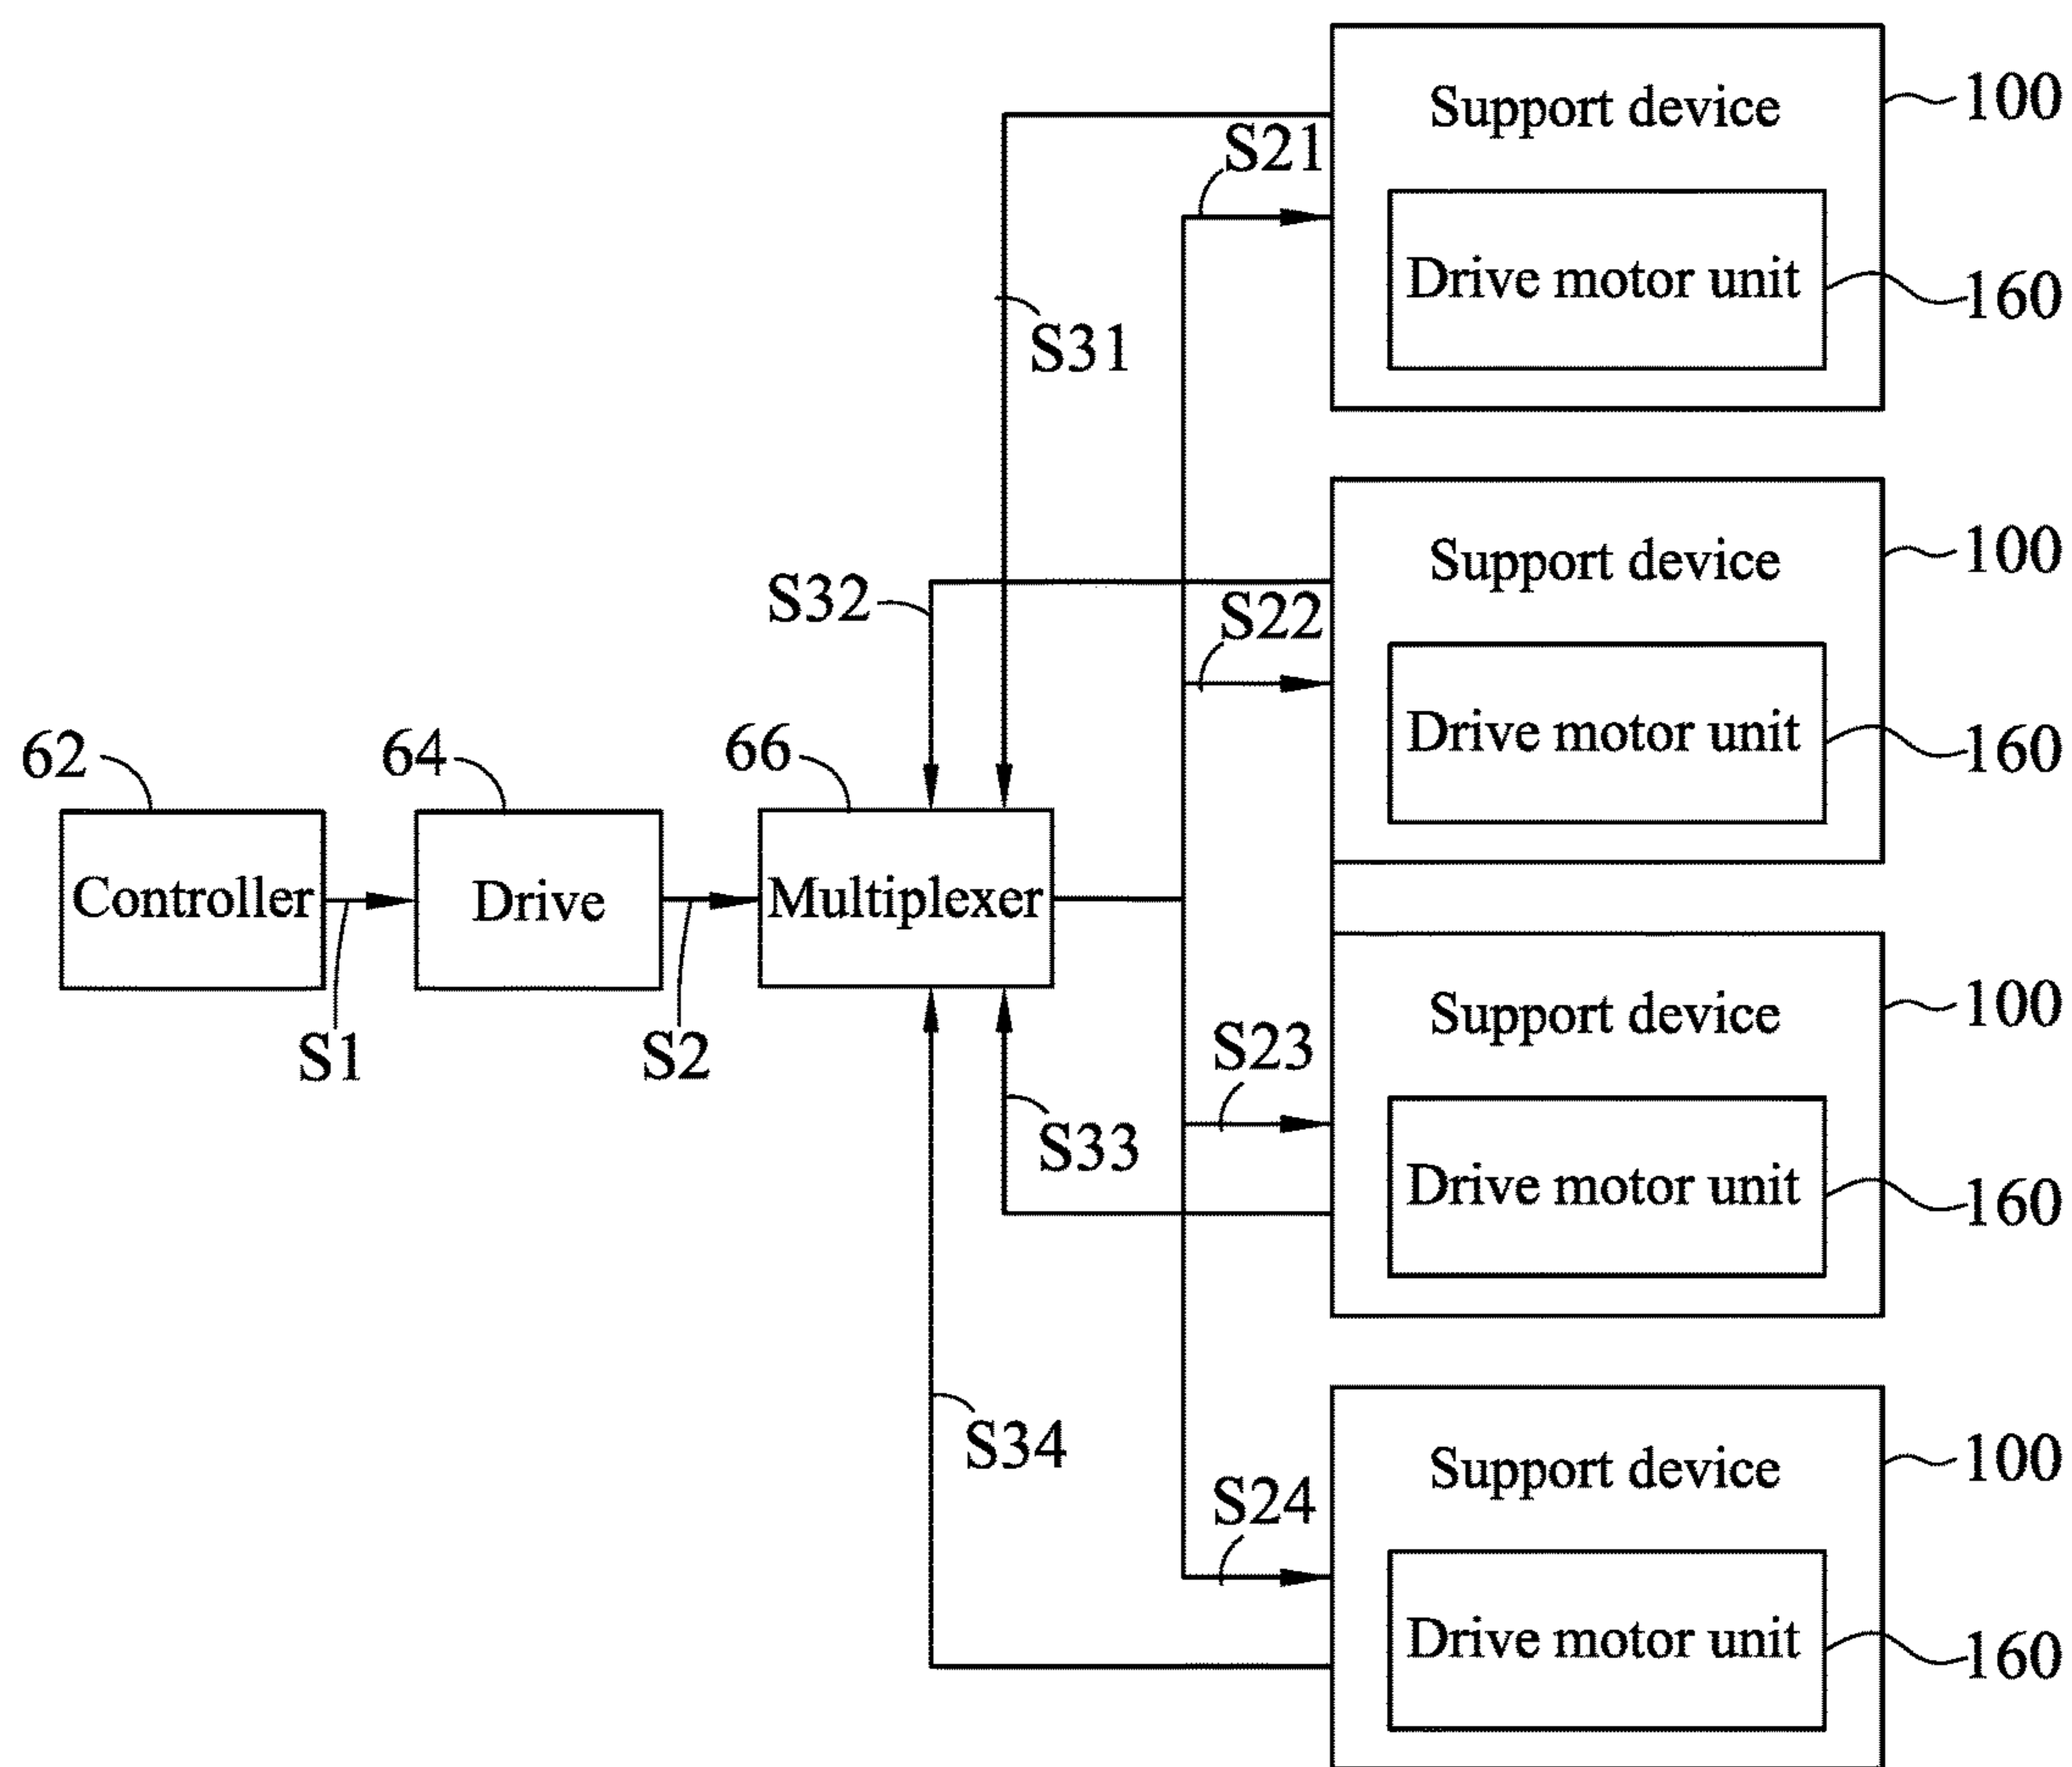 Support device
100
S21
Drive motor unit
160
S31
Support device
100
S32
S22
Drive motor unit
160
62
64
66
Controller
Drive
Multiplexer
Support device
100
S1
S2
S23
S33
Drive motor unit
160
S34
Support device
100
S24
Drive motor unit
160